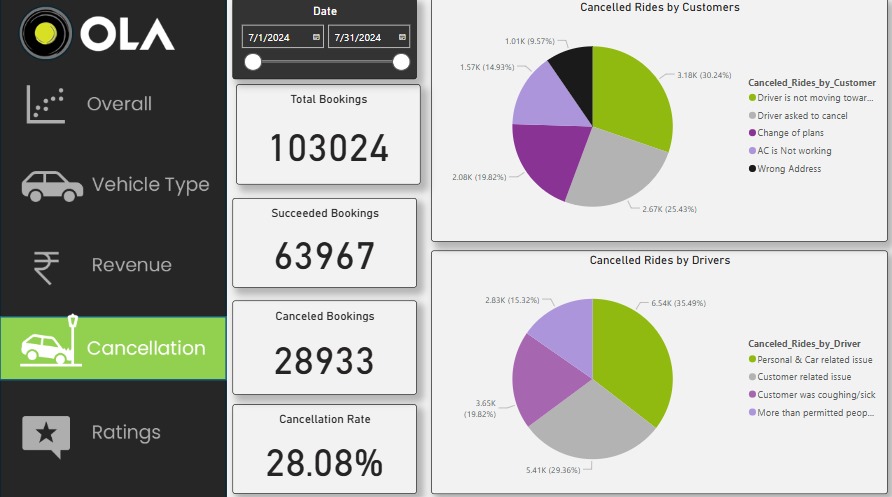 OLA
Overall
Vehicle Type
Revenue
Cancellation
Ratings
Date
7/1/2024 7/31/2024
Total Bookings
103024
Succeeded Bookings
63967
Canceled Bookings
28933
Cancellation Rate
28.08%
Cancelled Rides by Customers
1.01K (9.57%)
1.57K (14.93%)
3.18K (30.24%)
2.08K (19.82%)
2.67K (25.43%)
Canceled_Rides_by_Customer
Driver is not moving towar...
Driver asked to cancel
Change of plans
AC is Not working
Wrong Address
Cancelled Rides by Drivers
2.83K (15.32%)
6.54K (35.49%)
3.65K
(19.82%)
5.41K (29.36%)
Canceled_Rides_by_Driver
Personal & Car related issue
Customer related issue
Customer was coughing/sick
More than permitted peop...